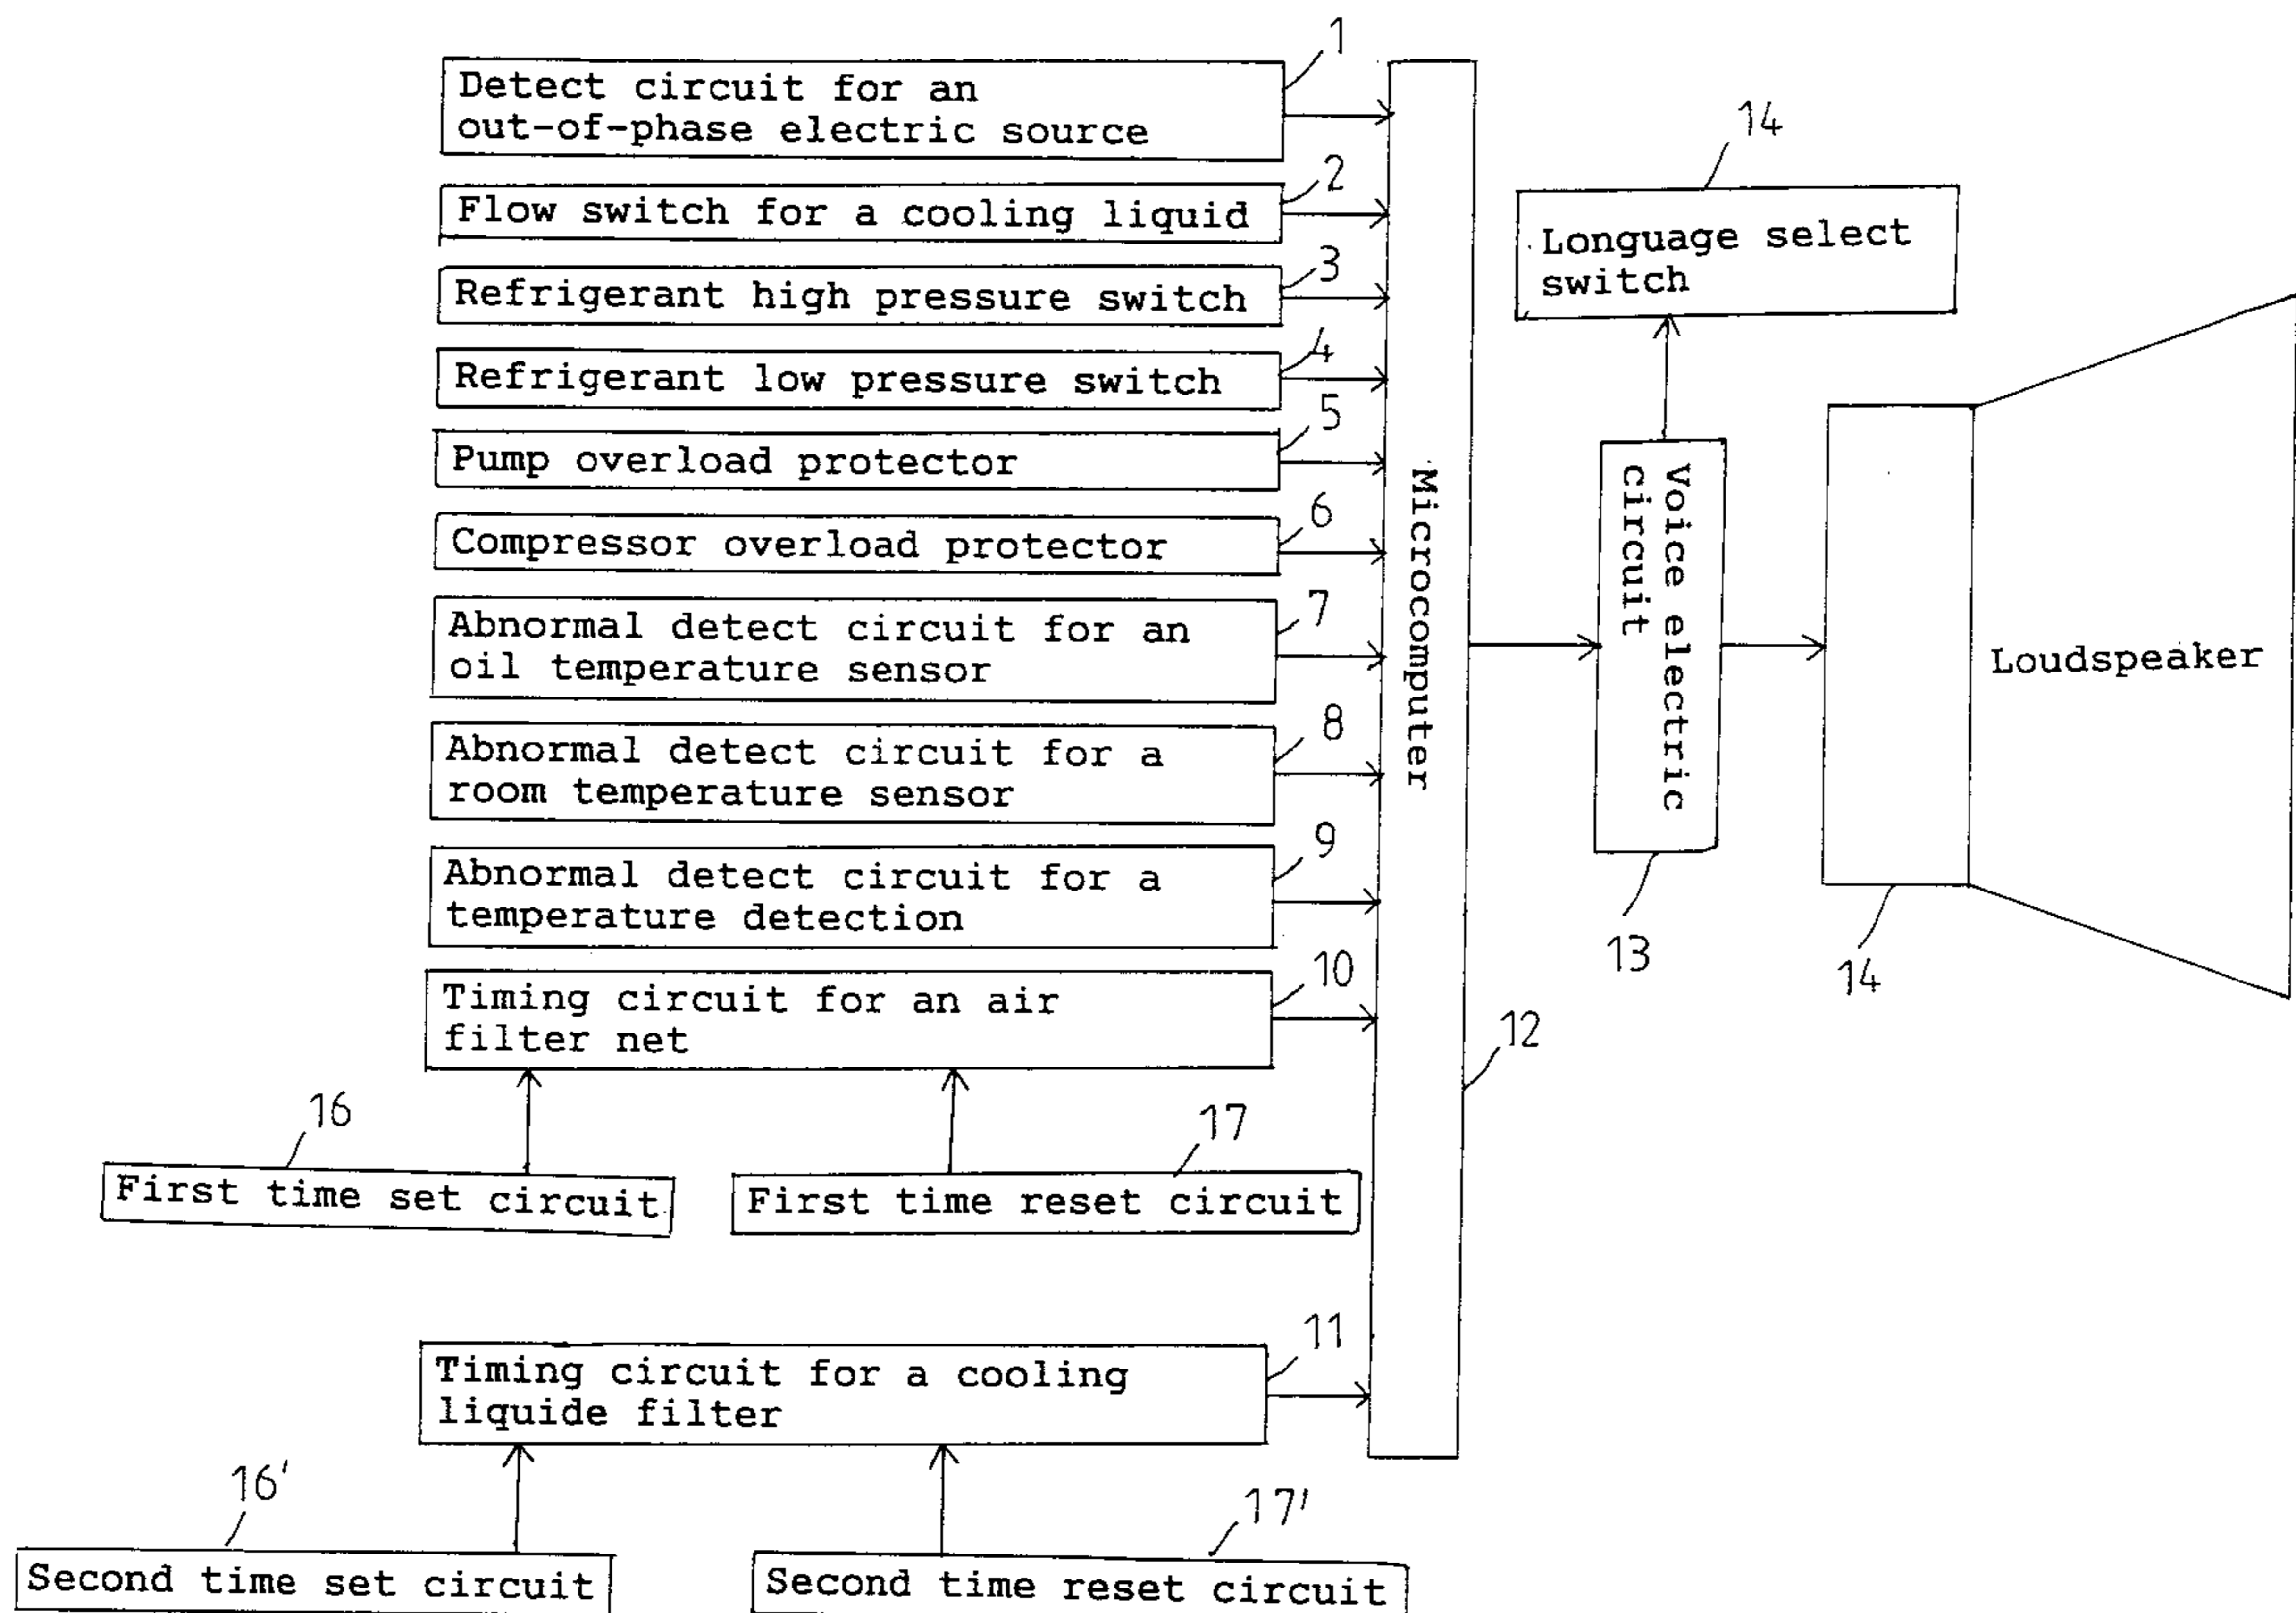 1
Detect circuit for an
out-of-phase electric source
2
Flow switch for a cooling liquid
3
Refrigerant high pressure switch
4
Refrigerant low pressure switch
5
Pump overload protector
6
Compressor overload protector
7
Abnormal detect circuit for an
oil temperature sensor
8
Abnormal detect circuit for a
room temperature sensor
9
Abnormal detect circuit for a
temperature detection
10
Timing circuit for an air
filter net
16
First time set circuit
17
First time reset circuit
11
Timing circuit for a cooling
liquide filter
16'
Second time set circuit
17'
Second time reset circuit
Microcomputer
12
14
Longuage select
switch
Voice electric
circuit
13
Loudspeaker
14